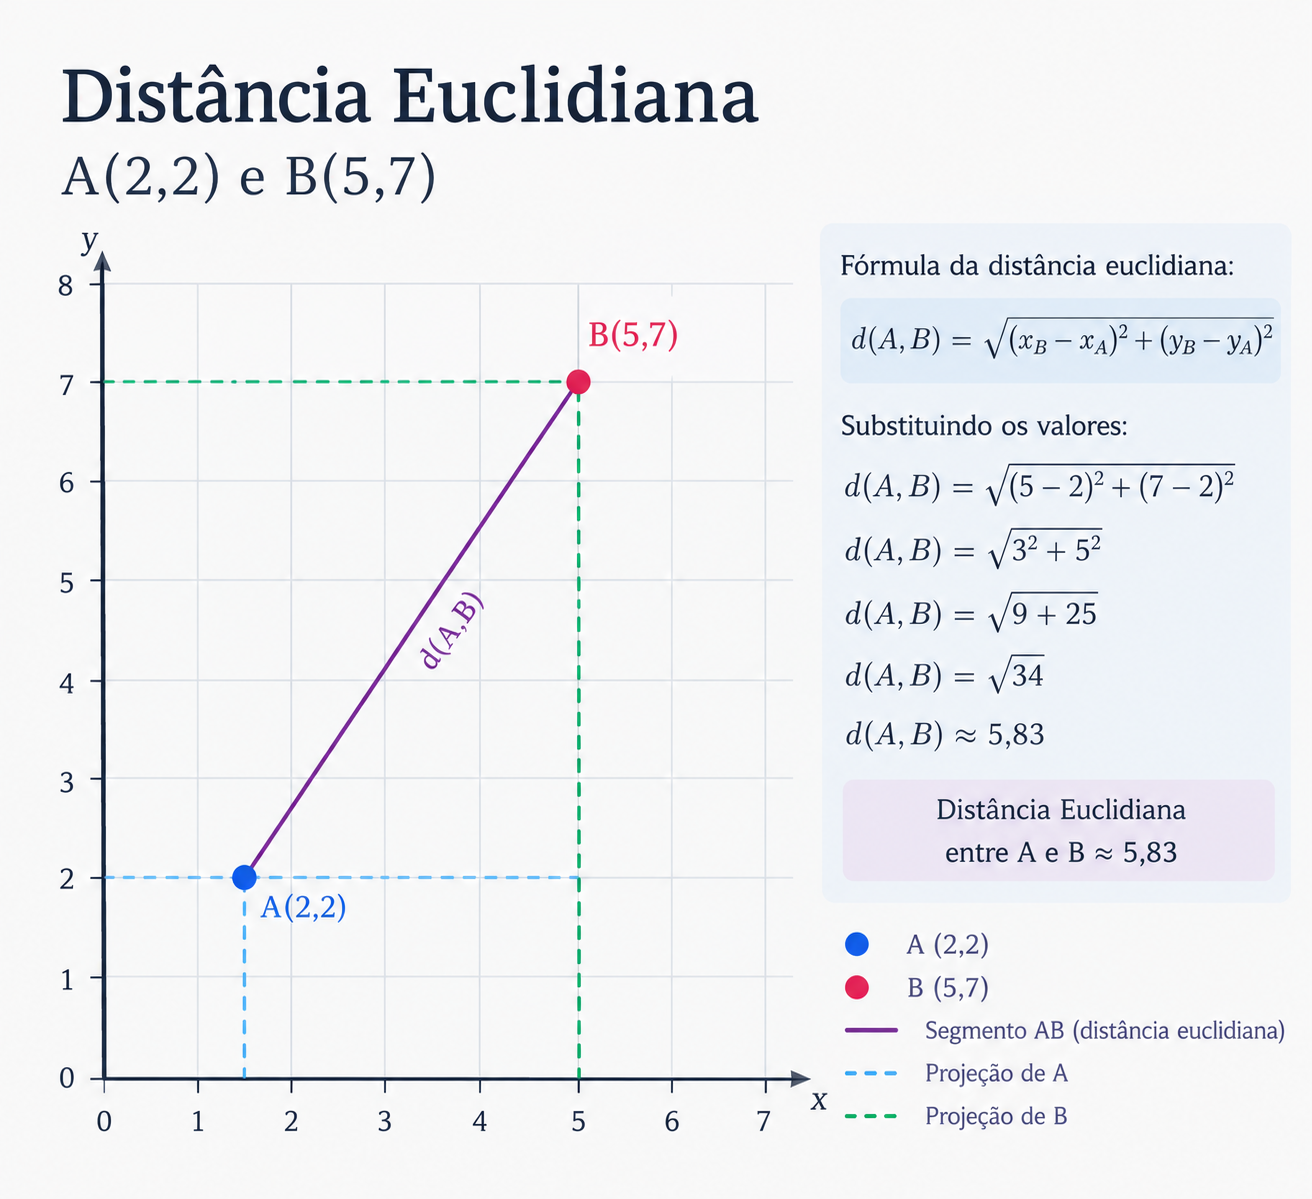 Distância Euclidiana
A(2,2) e B(5,7)
y
8
7
6
5
4
3
2
1
0
B(5,7)
d(A,B)
A(2,2)
0 1 2 3 4 5 6 7
x
Fórmula da distância euclidiana:
d(A, B) = √(x_B − x_A)² + (y_B − y_A)²
Substituindo os valores:
d(A, B) = √(5 − 2)² + (7 − 2)²
d(A, B) = √3² + 5²
d(A, B) = √9 + 25
d(A, B) = √34
d(A, B) ≈ 5,83
Distância Euclidiana
entre A e B ≈ 5,83
A (2,2)
B (5,7)
Segmento AB (distância euclidiana)
Projeção de A
Projeção de B